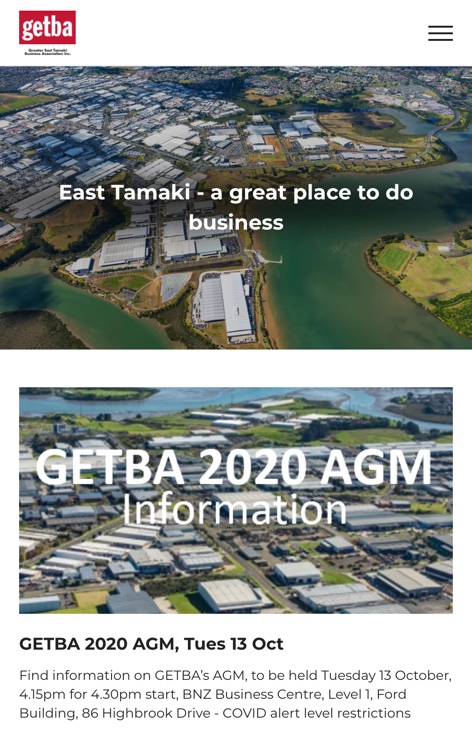 getba
Greater East Tamaki
Business Association Inc.
East Tamaki - a great place to do
business
GETBA 2020 AGM
Information
GETBA 2020 AGM, Tues 13 Oct
Find information on GETBA’s AGM, to be held Tuesday 13 October,
4.15pm for 4.30pm start, BNZ Business Centre, Level 1, Ford
Building, 86 Highbrook Drive - COVID alert level restrictions